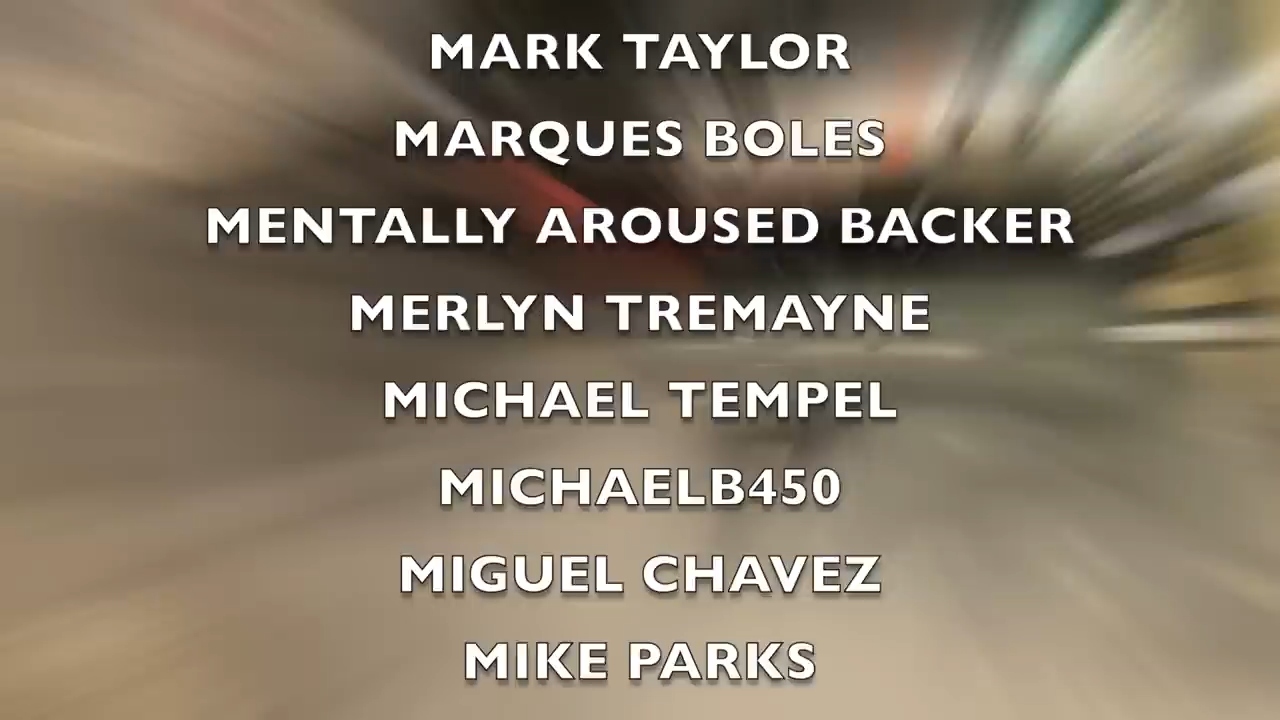 MARK TAYLOR
MARQUES BOLES
MENTALLY AROUSED BACKER
MERLYN TREMAYNE
MICHAEL TEMPEL
MICHAELB450
MIGUEL CHAVEZ
MIKE PARKS